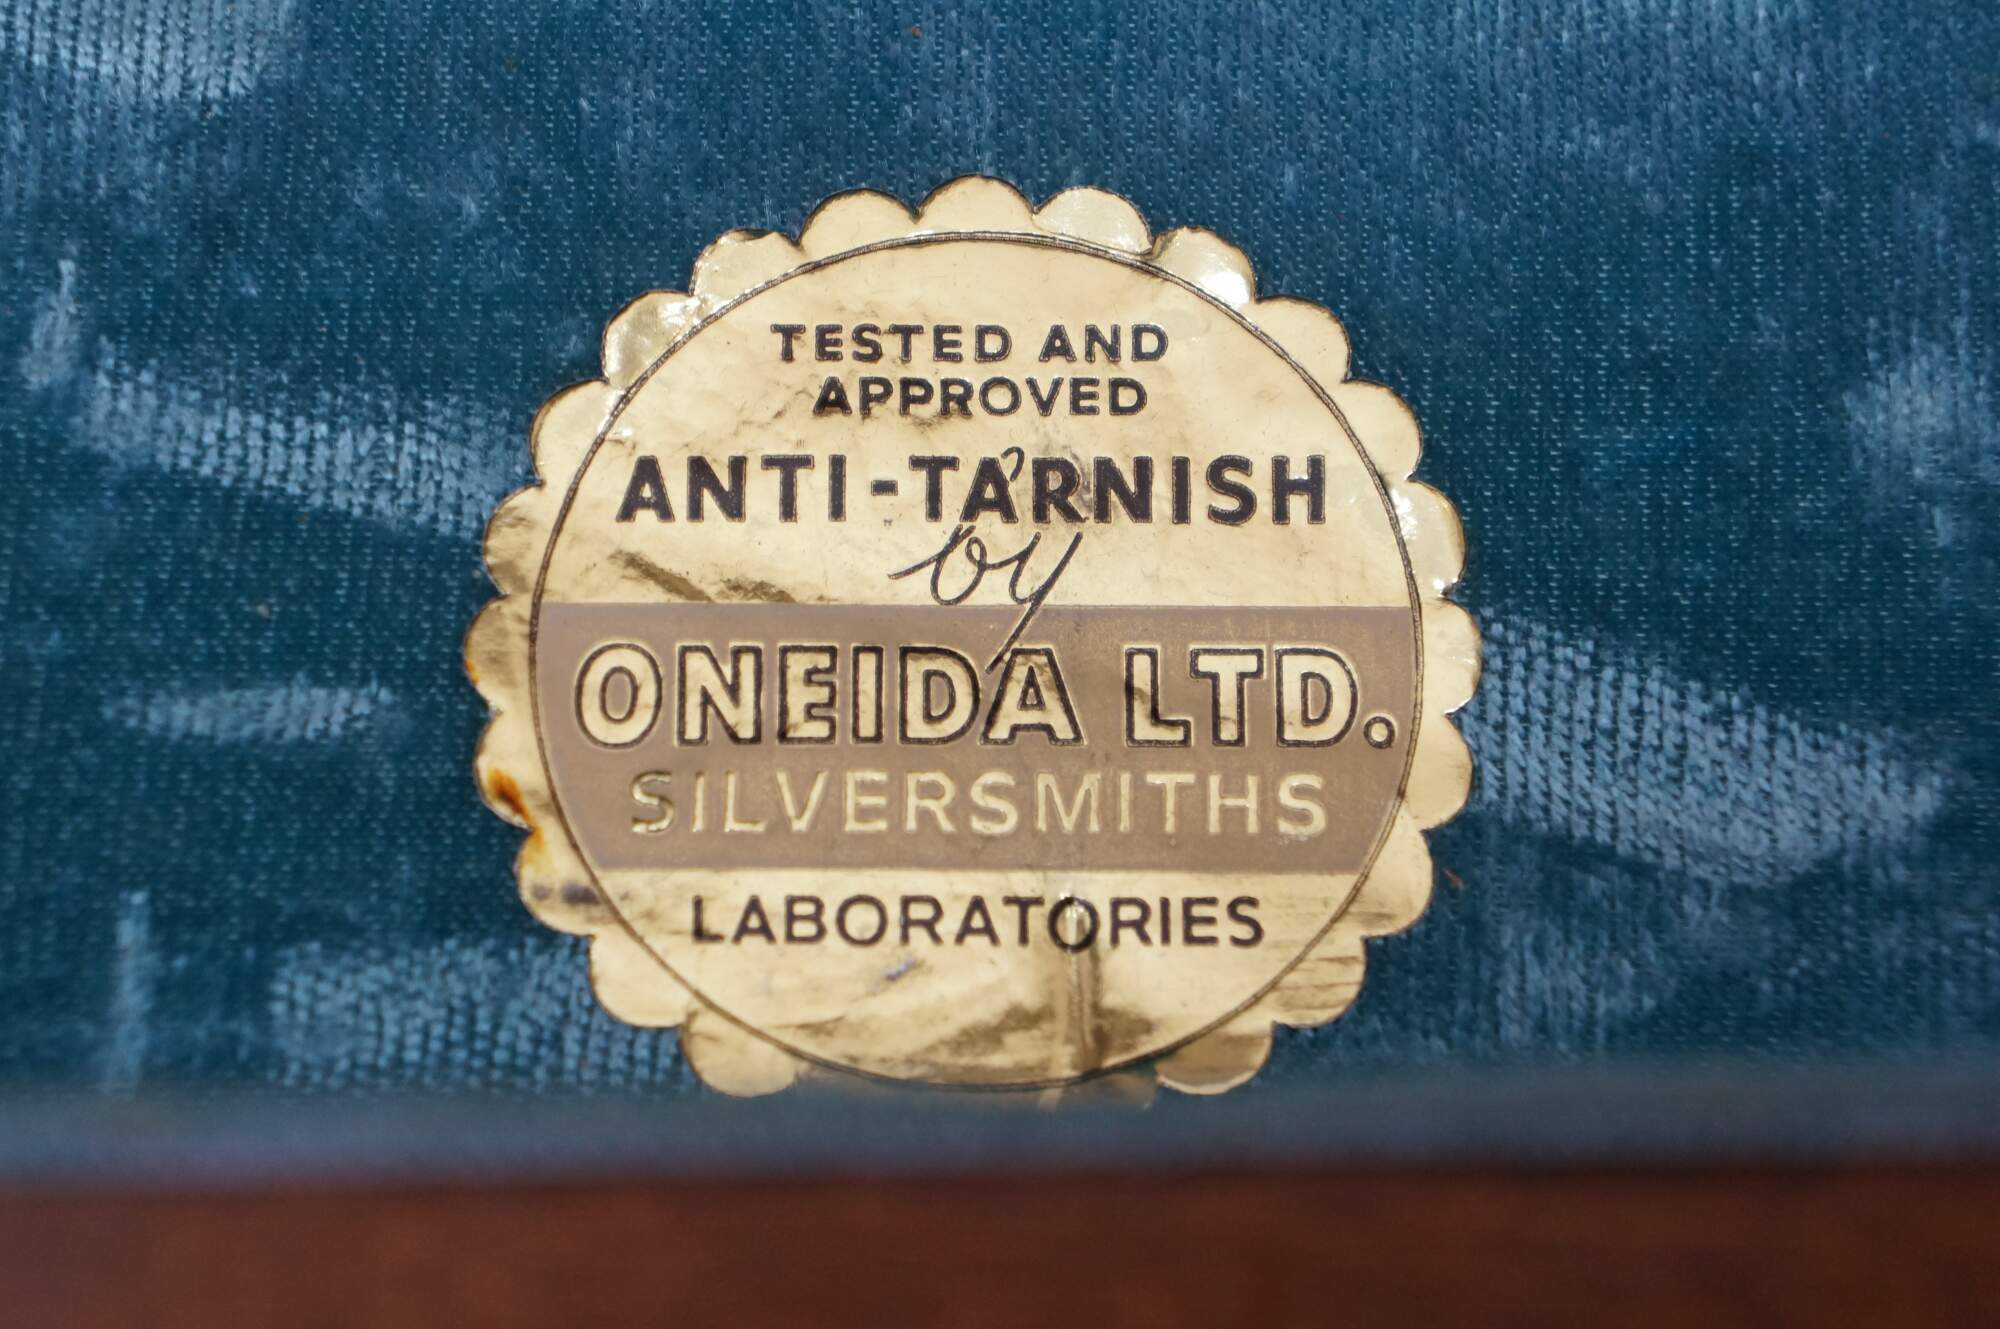 TESTED AND
APPROVED
ANTI-TARNISH
by
ONEIDA LTD.
SILVERSMITHS
LABORATORIES